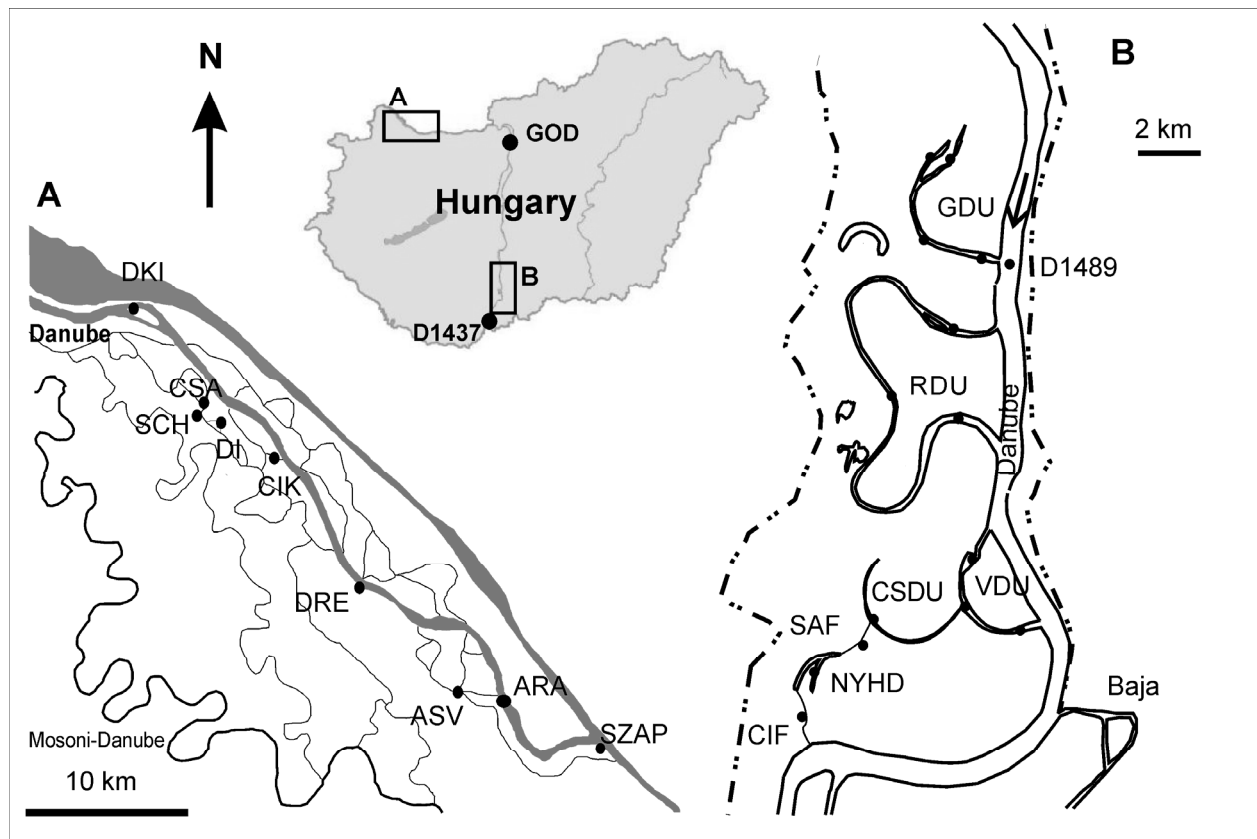 N
A
GOD
Hungary
B
D1437
A
DKI
Danube
CSA
SCH
DI
CIK
DRE
ASV
ARA
SZAP
Mosoni-Danube
10 km
B
2 km
GDU
D1489
RDU
Danube
CSDU
VDU
SAF
NYHD
CIF
Baja